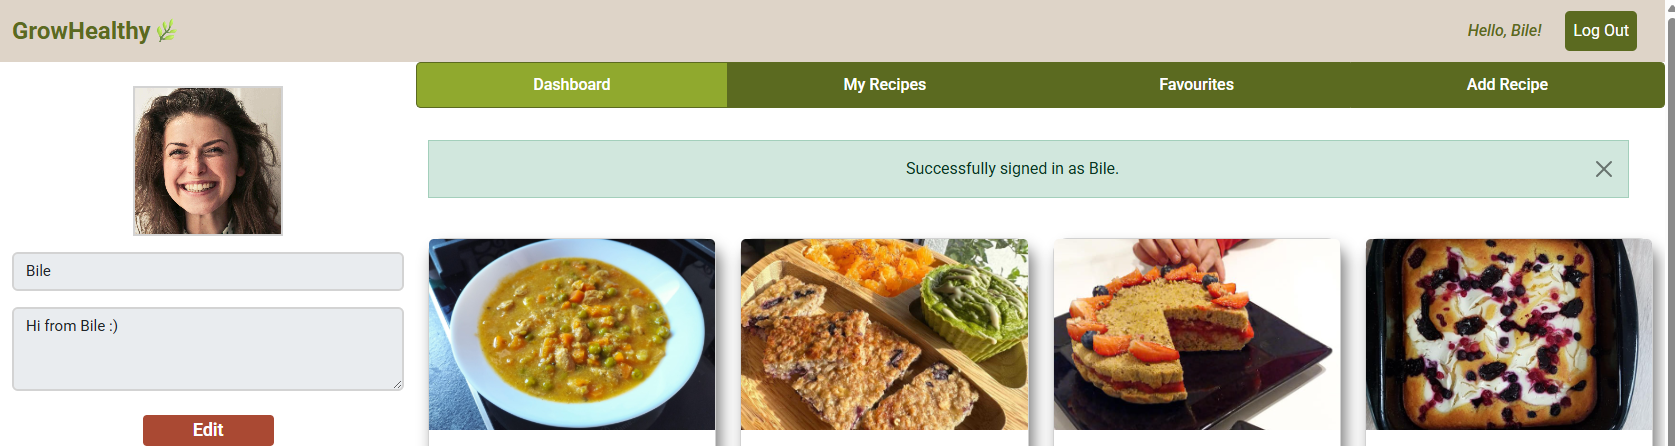 GrowHealthy
Hello, Bile!
Log Out
Dashboard
My Recipes
Favourites
Add Recipe
Successfully signed in as Bile.
Bile
Hi from Bile :)
Edit